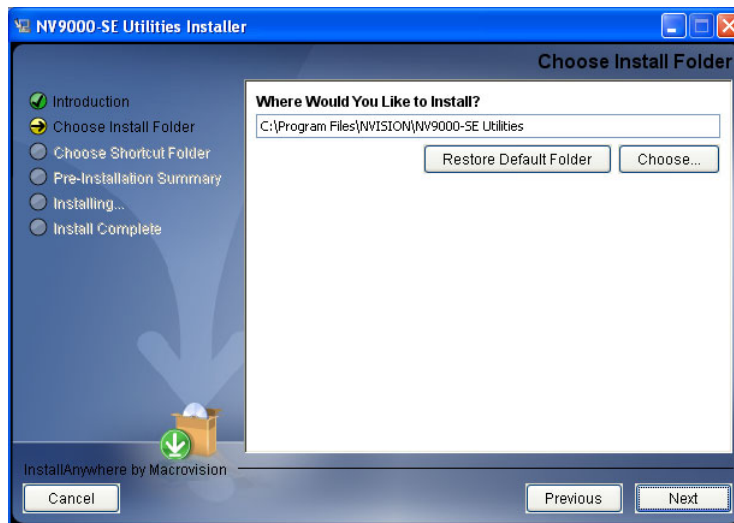 NV9000-SE Utilities Installer
Choose Install Folder
Introduction
Choose Install Folder
Choose Shortcut Folder
Pre-Installation Summary
Installing...
Install Complete
Where Would You Like to Install?
C:\Program Files\NVISION\NV9000-SE Utilities
Restore Default Folder
Choose...
InstallAnywhere by Macrovision
Cancel
Previous
Next